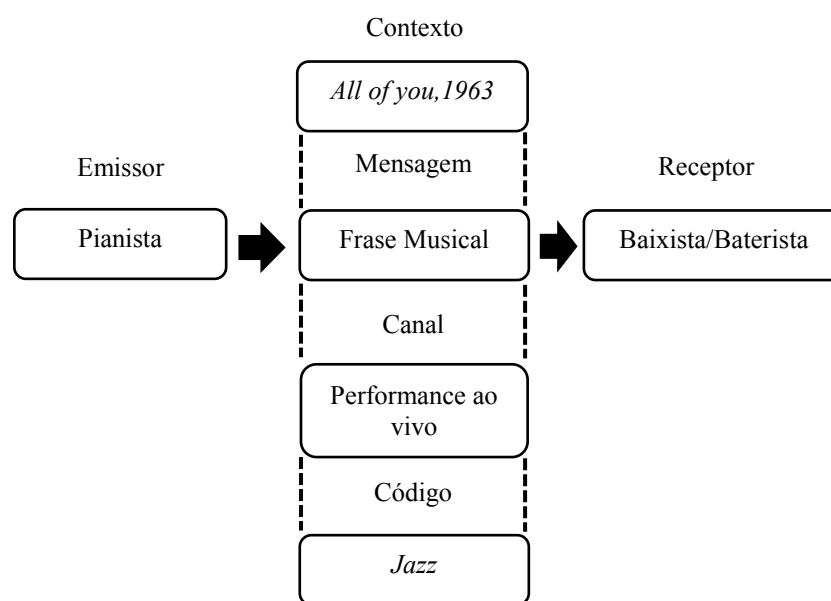 Contexto
All of you,1963
Emissor
Mensagem
Receptor
Pianista
Frase Musical
Baixista/Baterista
Canal
Performance ao
vivo
Código
Jazz